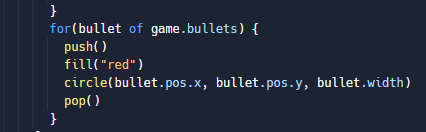 }
for(bullet of game.bullets) {
push()
fill("red")
circle(bullet.pos.x, bullet.pos.y, bullet.width)
pop()
}